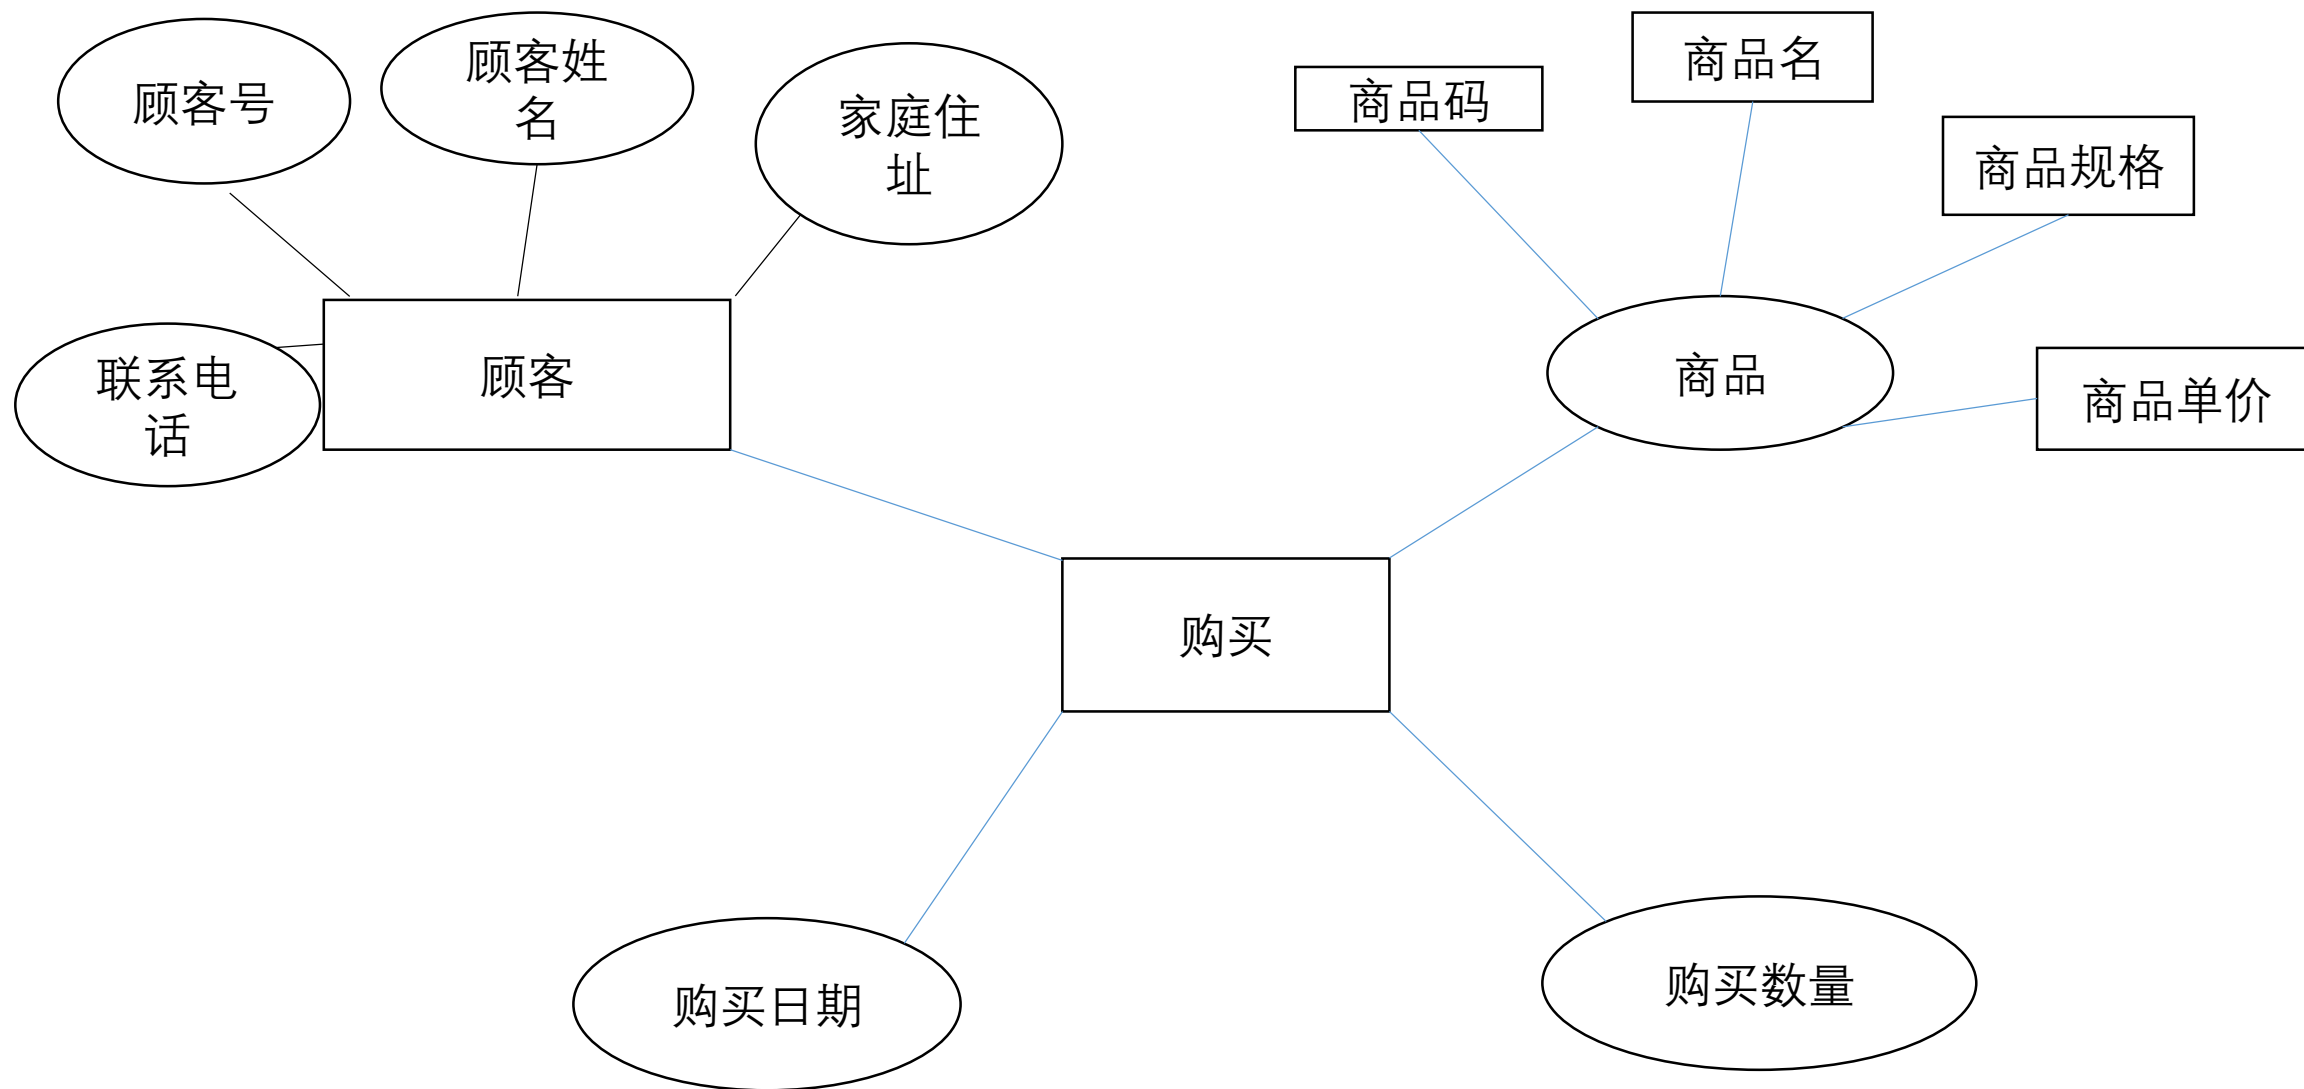 顾客号
顾客姓
名
家庭住
址
商品码
商品名
商品规格
联系电
话
顾客
商品
商品单价
购买
购买日期
购买数量